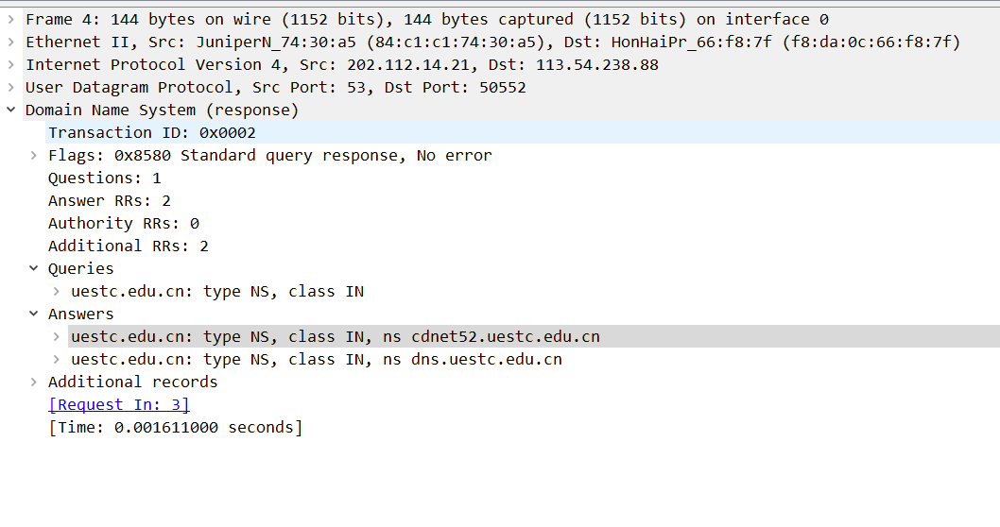 Frame 4: 144 bytes on wire (1152 bits), 144 bytes captured (1152 bits) on interface 0
Ethernet II, Src: JuniperN_74:30:a5 (84:c1:c1:74:30:a5), Dst: HonHaiPr_66:f8:7f (f8:da:0c:66:f8:7f)
Internet Protocol Version 4, Src: 202.112.14.21, Dst: 113.54.238.88
User Datagram Protocol, Src Port: 53, Dst Port: 50552
Domain Name System (response)
Transaction ID: 0x0002
Flags: 0x8580 Standard query response, No error
Questions: 1
Answer RRs: 2
Authority RRs: 0
Additional RRs: 2
Queries
uestc.edu.cn: type NS, class IN
Answers
uestc.edu.cn: type NS, class IN, ns cdnet52.uestc.edu.cn
uestc.edu.cn: type NS, class IN, ns dns.uestc.edu.cn
Additional records
[Request In: 3]
[Time: 0.001611000 seconds]